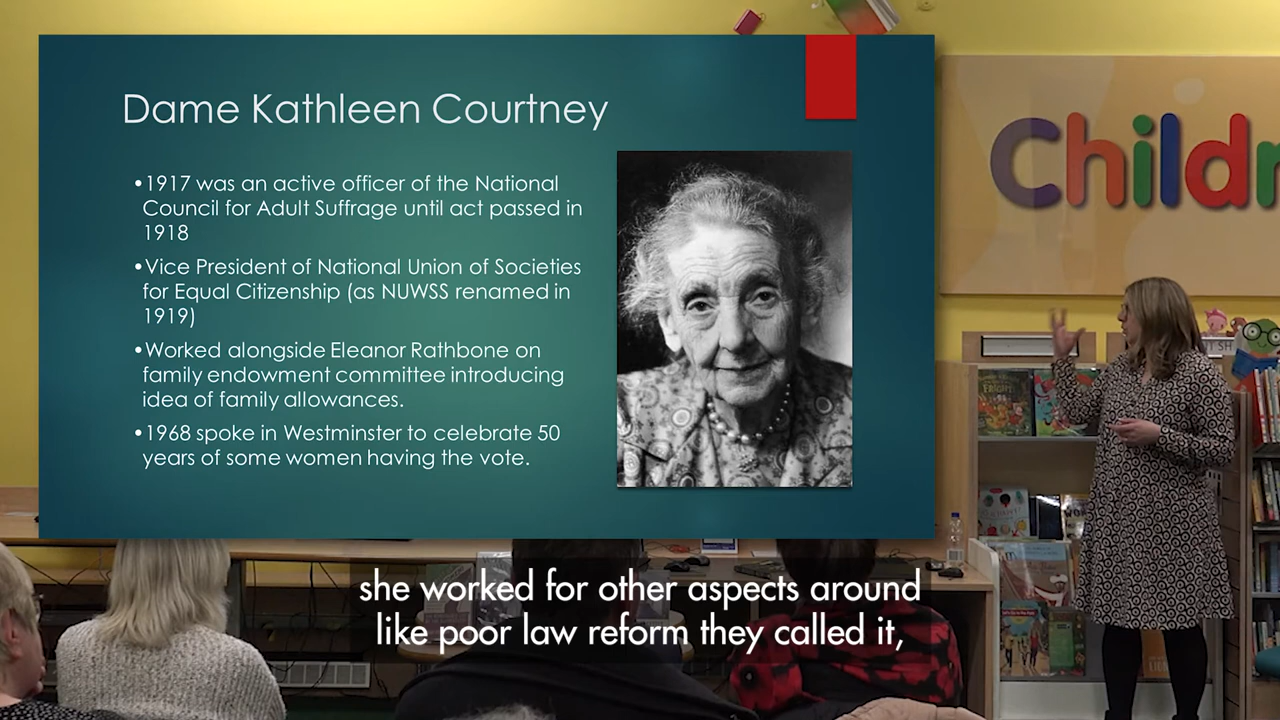 Dame Kathleen Courtney
•1917 was an active officer of the National
Council for Adult Suffrage until act passed in
1918
•Vice President of National Union of Societies
for Equal Citizenship (as NUWSS renamed in
1919)
•Worked alongside Eleanor Rathbone on
family endowment committee introducing
idea of family allowances.
•1968 spoke in Westminster to celebrate 50
years of some women having the vote.
Childr
she worked for other aspects around
like poor law reform they called it,